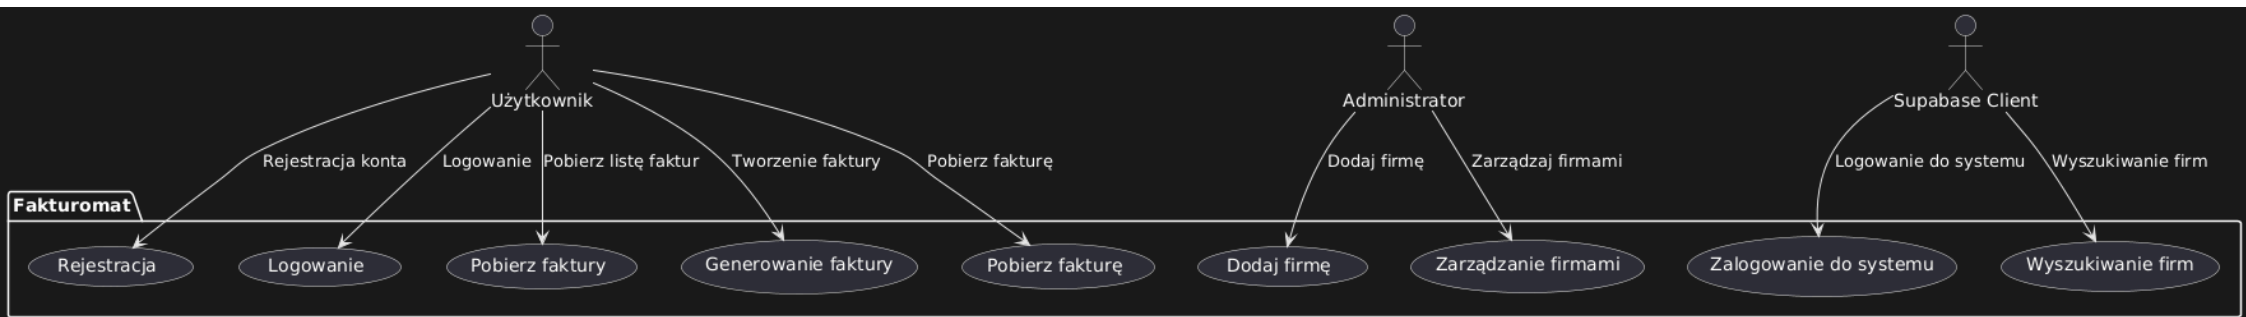 Użytkownik
Administrator
Supabase Client
Rejestracja konta
Logowanie
Pobierz listę faktur
Tworzenie faktury
Pobierz fakturę
Dodaj firmę
Zarządzaj firmami
Logowanie do systemu
Wyszukiwanie firm
Fakturomat
Rejestracja
Logowanie
Pobierz faktury
Generowanie faktury
Pobierz fakturę
Dodaj firmę
Zarządzanie firmami
Zalogowanie do systemu
Wyszukiwanie firm